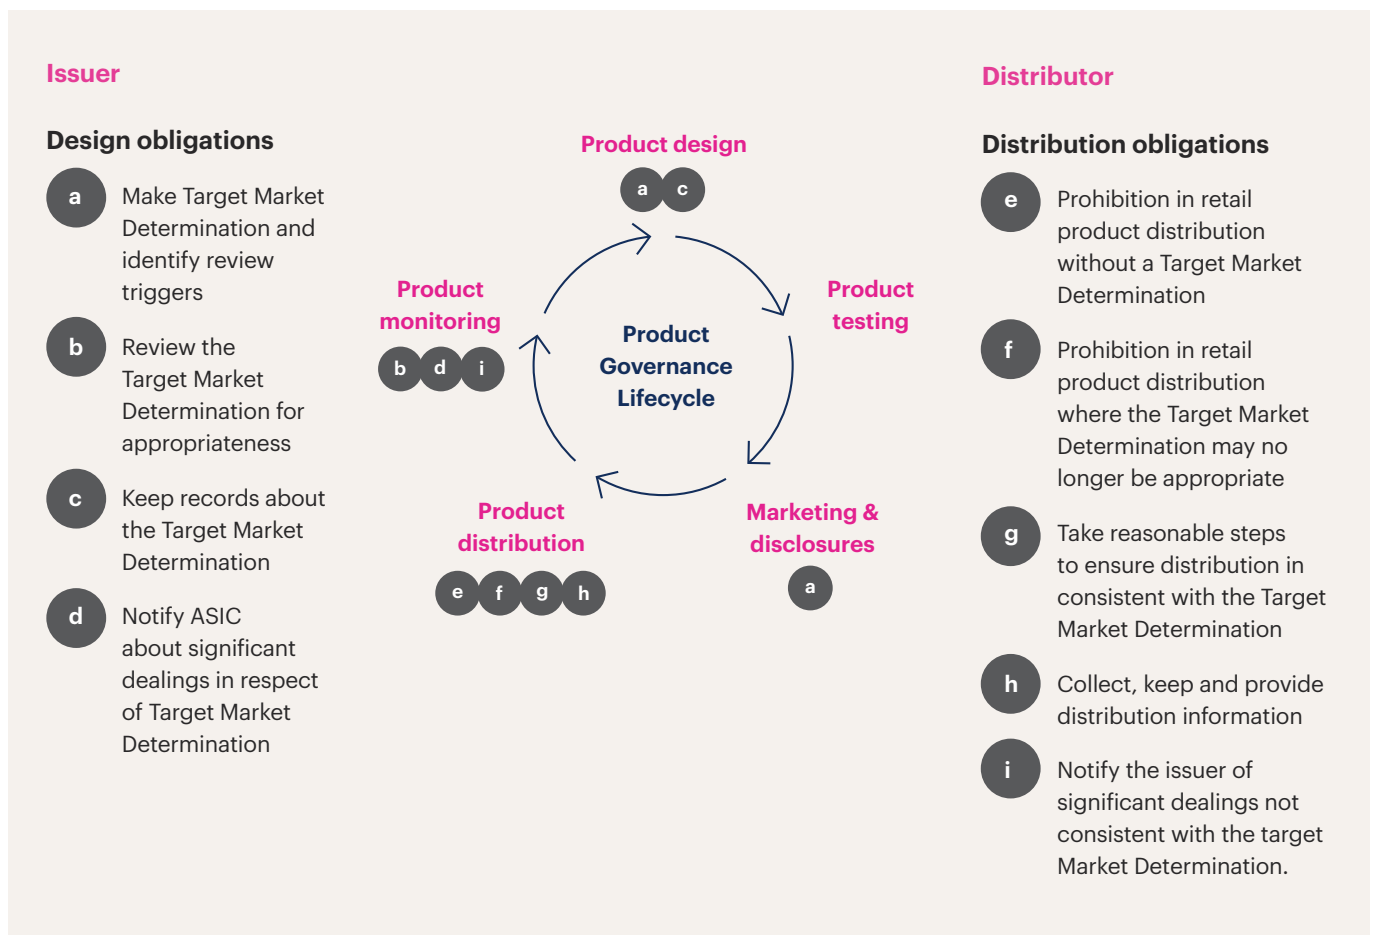 Issuer
Design obligations
a
Make Target Market
Determination and
identify review
triggers
b
Review the
Target Market
Determination for
appropriateness
c
Keep records about
the Target Market
Determination
d
Notify ASIC
about significant
dealings in respect
of Target Market
Determination
Product design
a c
Product
testing
Marketing &
disclosures
a
Product
distribution
e f g h
Product
monitoring
b d i
Product
Governance
Lifecycle
Distributor
Distribution obligations
e
Prohibition in retail
product distribution
without a Target Market
Determination
f
Prohibition in retail
product distribution
where the Target Market
Determination may no
longer be appropriate
g
Take reasonable steps
to ensure distribution in
consistent with the Target
Market Determination
h
Collect, keep and provide
distribution information
i
Notify the issuer of
significant dealings not
consistent with the target
Market Determination.